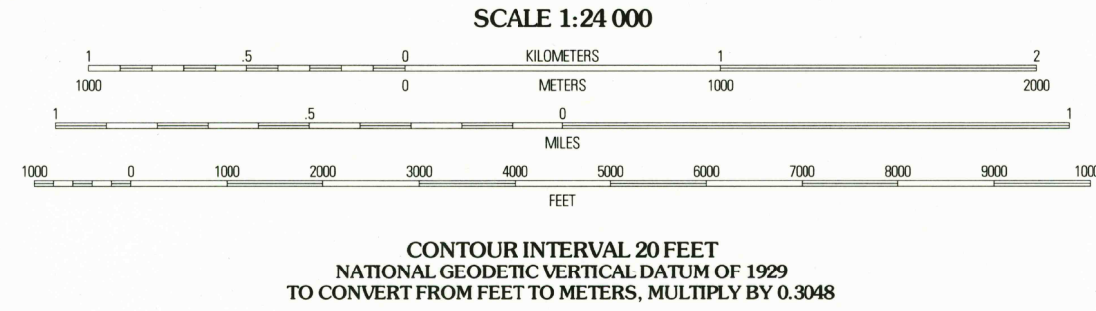 SCALE 1:24 000
1 .5 0 KILOMETERS 1 2
1000 0 METERS 1000 2000
1 .5 0 1
MILES
1000 0 1000 2000 3000 4000 5000 6000 7000 8000 9000 1000
FEET
CONTOUR INTERVAL 20 FEET
NATIONAL GEODETIC VERTICAL DATUM OF 1929
TO CONVERT FROM FEET TO METERS, MULTIPLY BY 0.3048